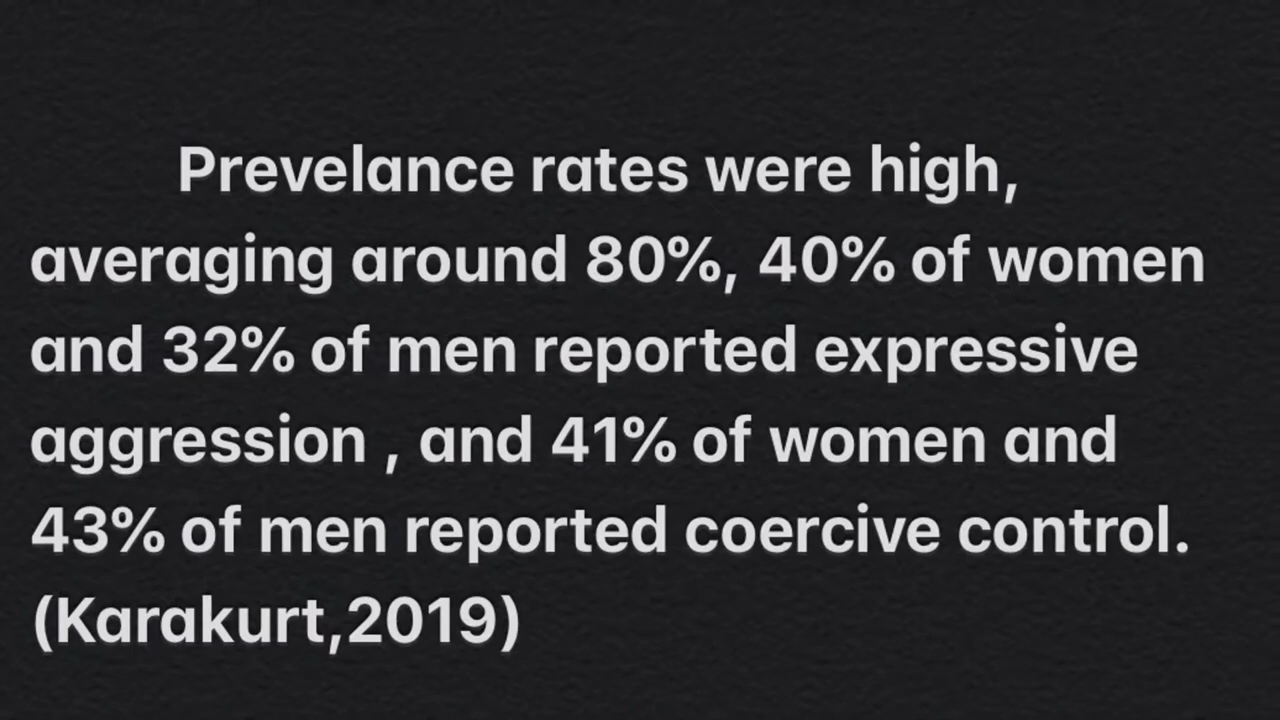 Prevelance rates were high,
averaging around 80%, 40% of women
and 32% of men reported expressive
aggression , and 41% of women and
43% of men reported coercive control.
(Karakurt,2019)